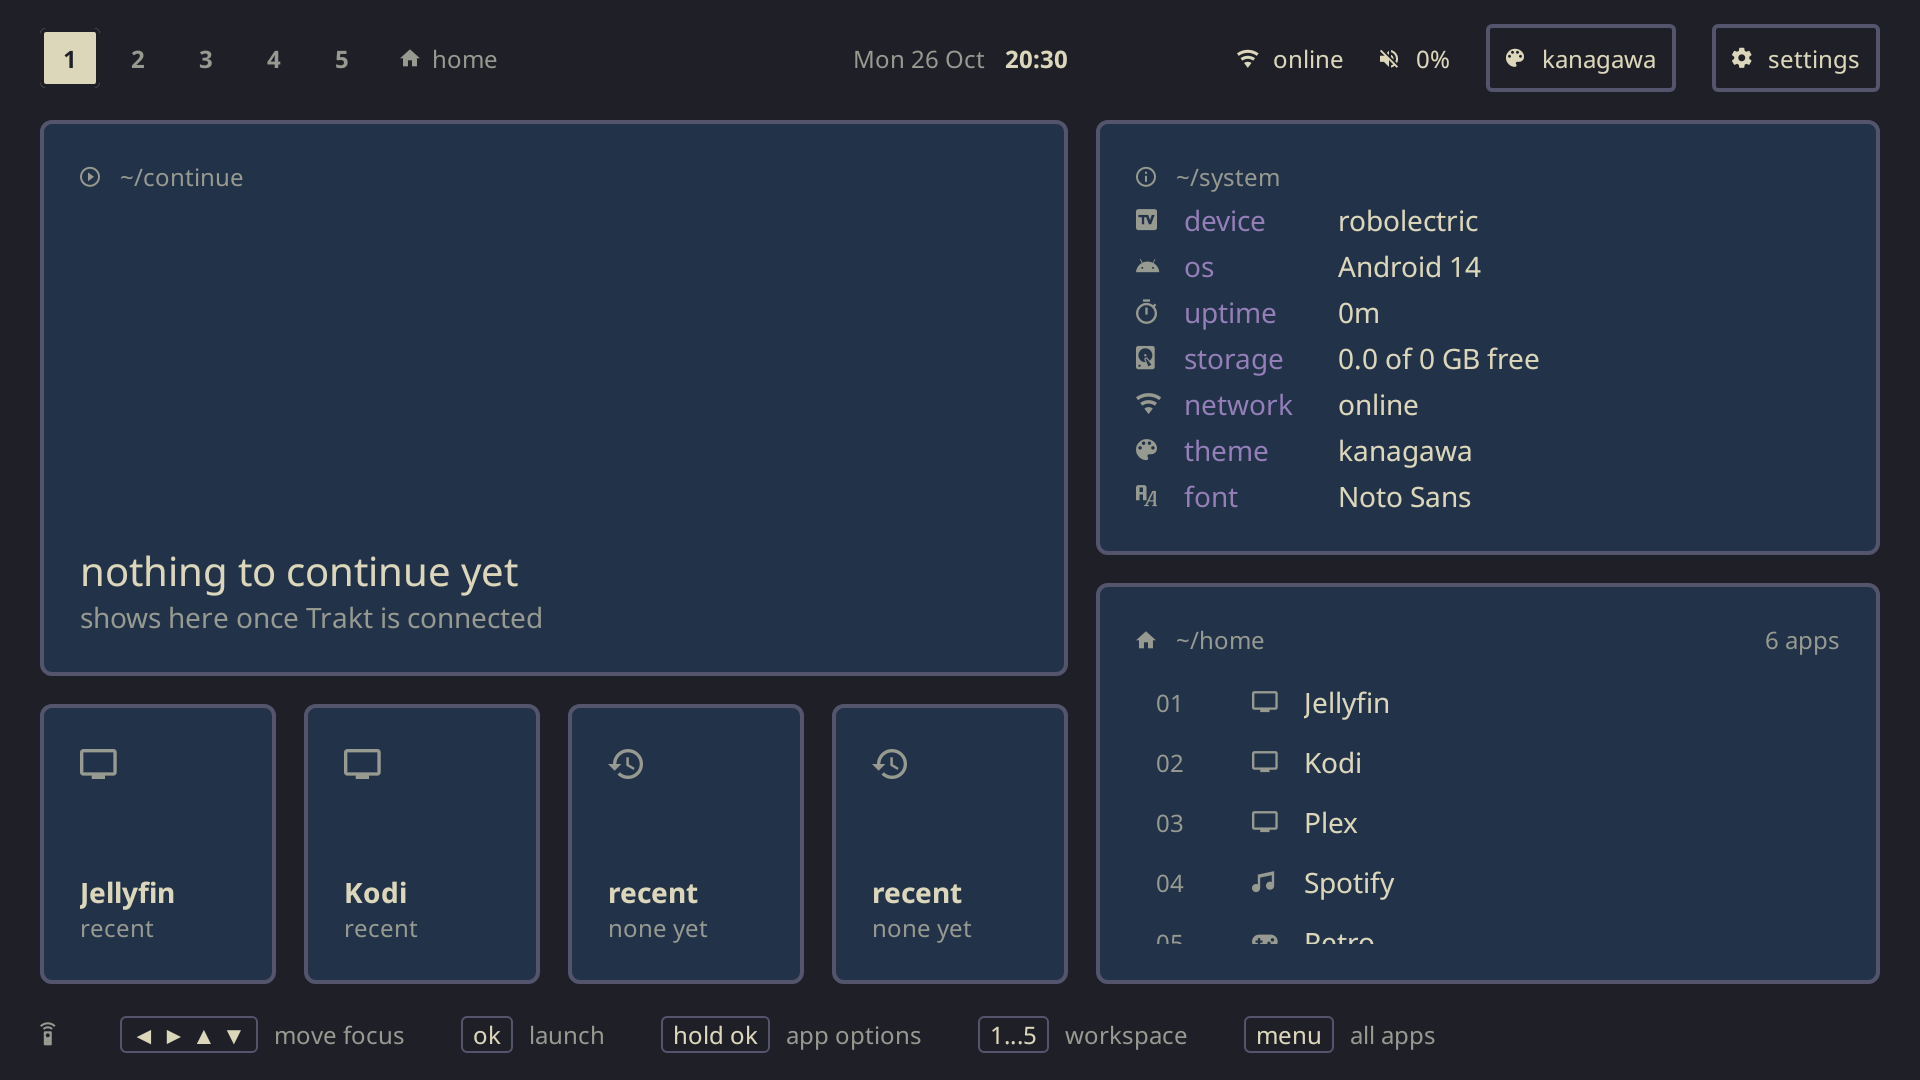 1 2 3 4 5 home Mon 26 Oct 20:30 online 0% kanagawa settings
~/continue
nothing to continue yet
shows here once Trakt is connected
~/system
TV device robolectric
os Android 14
uptime 0m
storage 0.0 of 0 GB free
network online
theme kanagawa
font Noto Sans
~/home 6 apps
01 Jellyfin
02 Kodi
03 Plex
04 Spotify
05 Retro
Jellyfin
recent
Kodi
recent
recent
none yet
recent
none yet
◀ ▶ ▲ ▼ move focus ok launch hold ok app options 1...5 workspace menu all apps